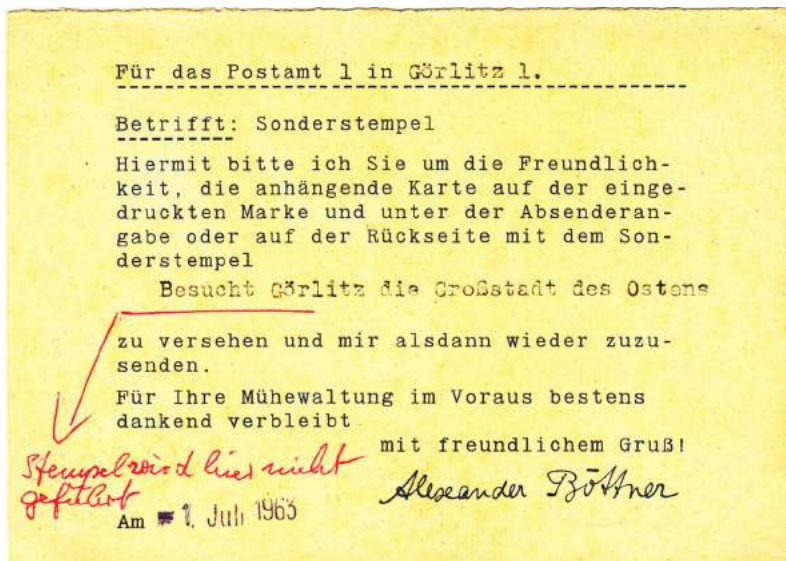 Für das Postamt 1 in Görlitz 1.
Betrifft: Sonderstempel
Hiermit bitte ich Sie um die Freundlich-
keit, die anhängende Karte auf der einge-
druckten Marke und unter der Absenderan-
gabe oder auf der Rückseite mit dem Son-
derstempel
Besucht Görlitz die Großstadt des Ostens
zu versehen und mir alsdann wieder zuzu-
senden.
Für Ihre Mühewaltung im Voraus bestens
dankend verbleibt
mit freundlichem Gruß!
Stempel wird hier nicht
geführt
Alexander Böttner
Am 1. Juli 1963